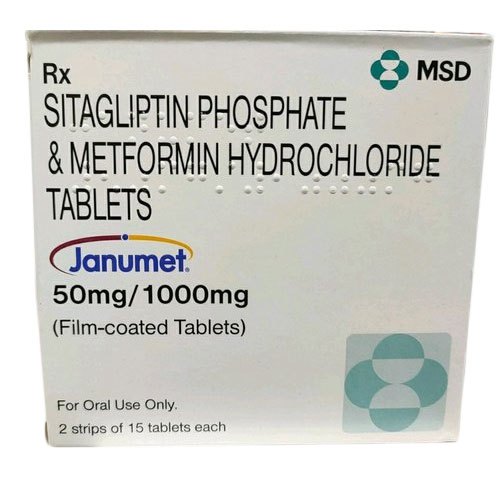 Rx
MSD
SITAGLIPTIN PHOSPHATE
& METFORMIN HYDROCHLORIDE
TABLETS
Janumet®
50mg/1000mg
(Film-coated Tablets)
For Oral Use Only.
2 strips of 15 tablets each